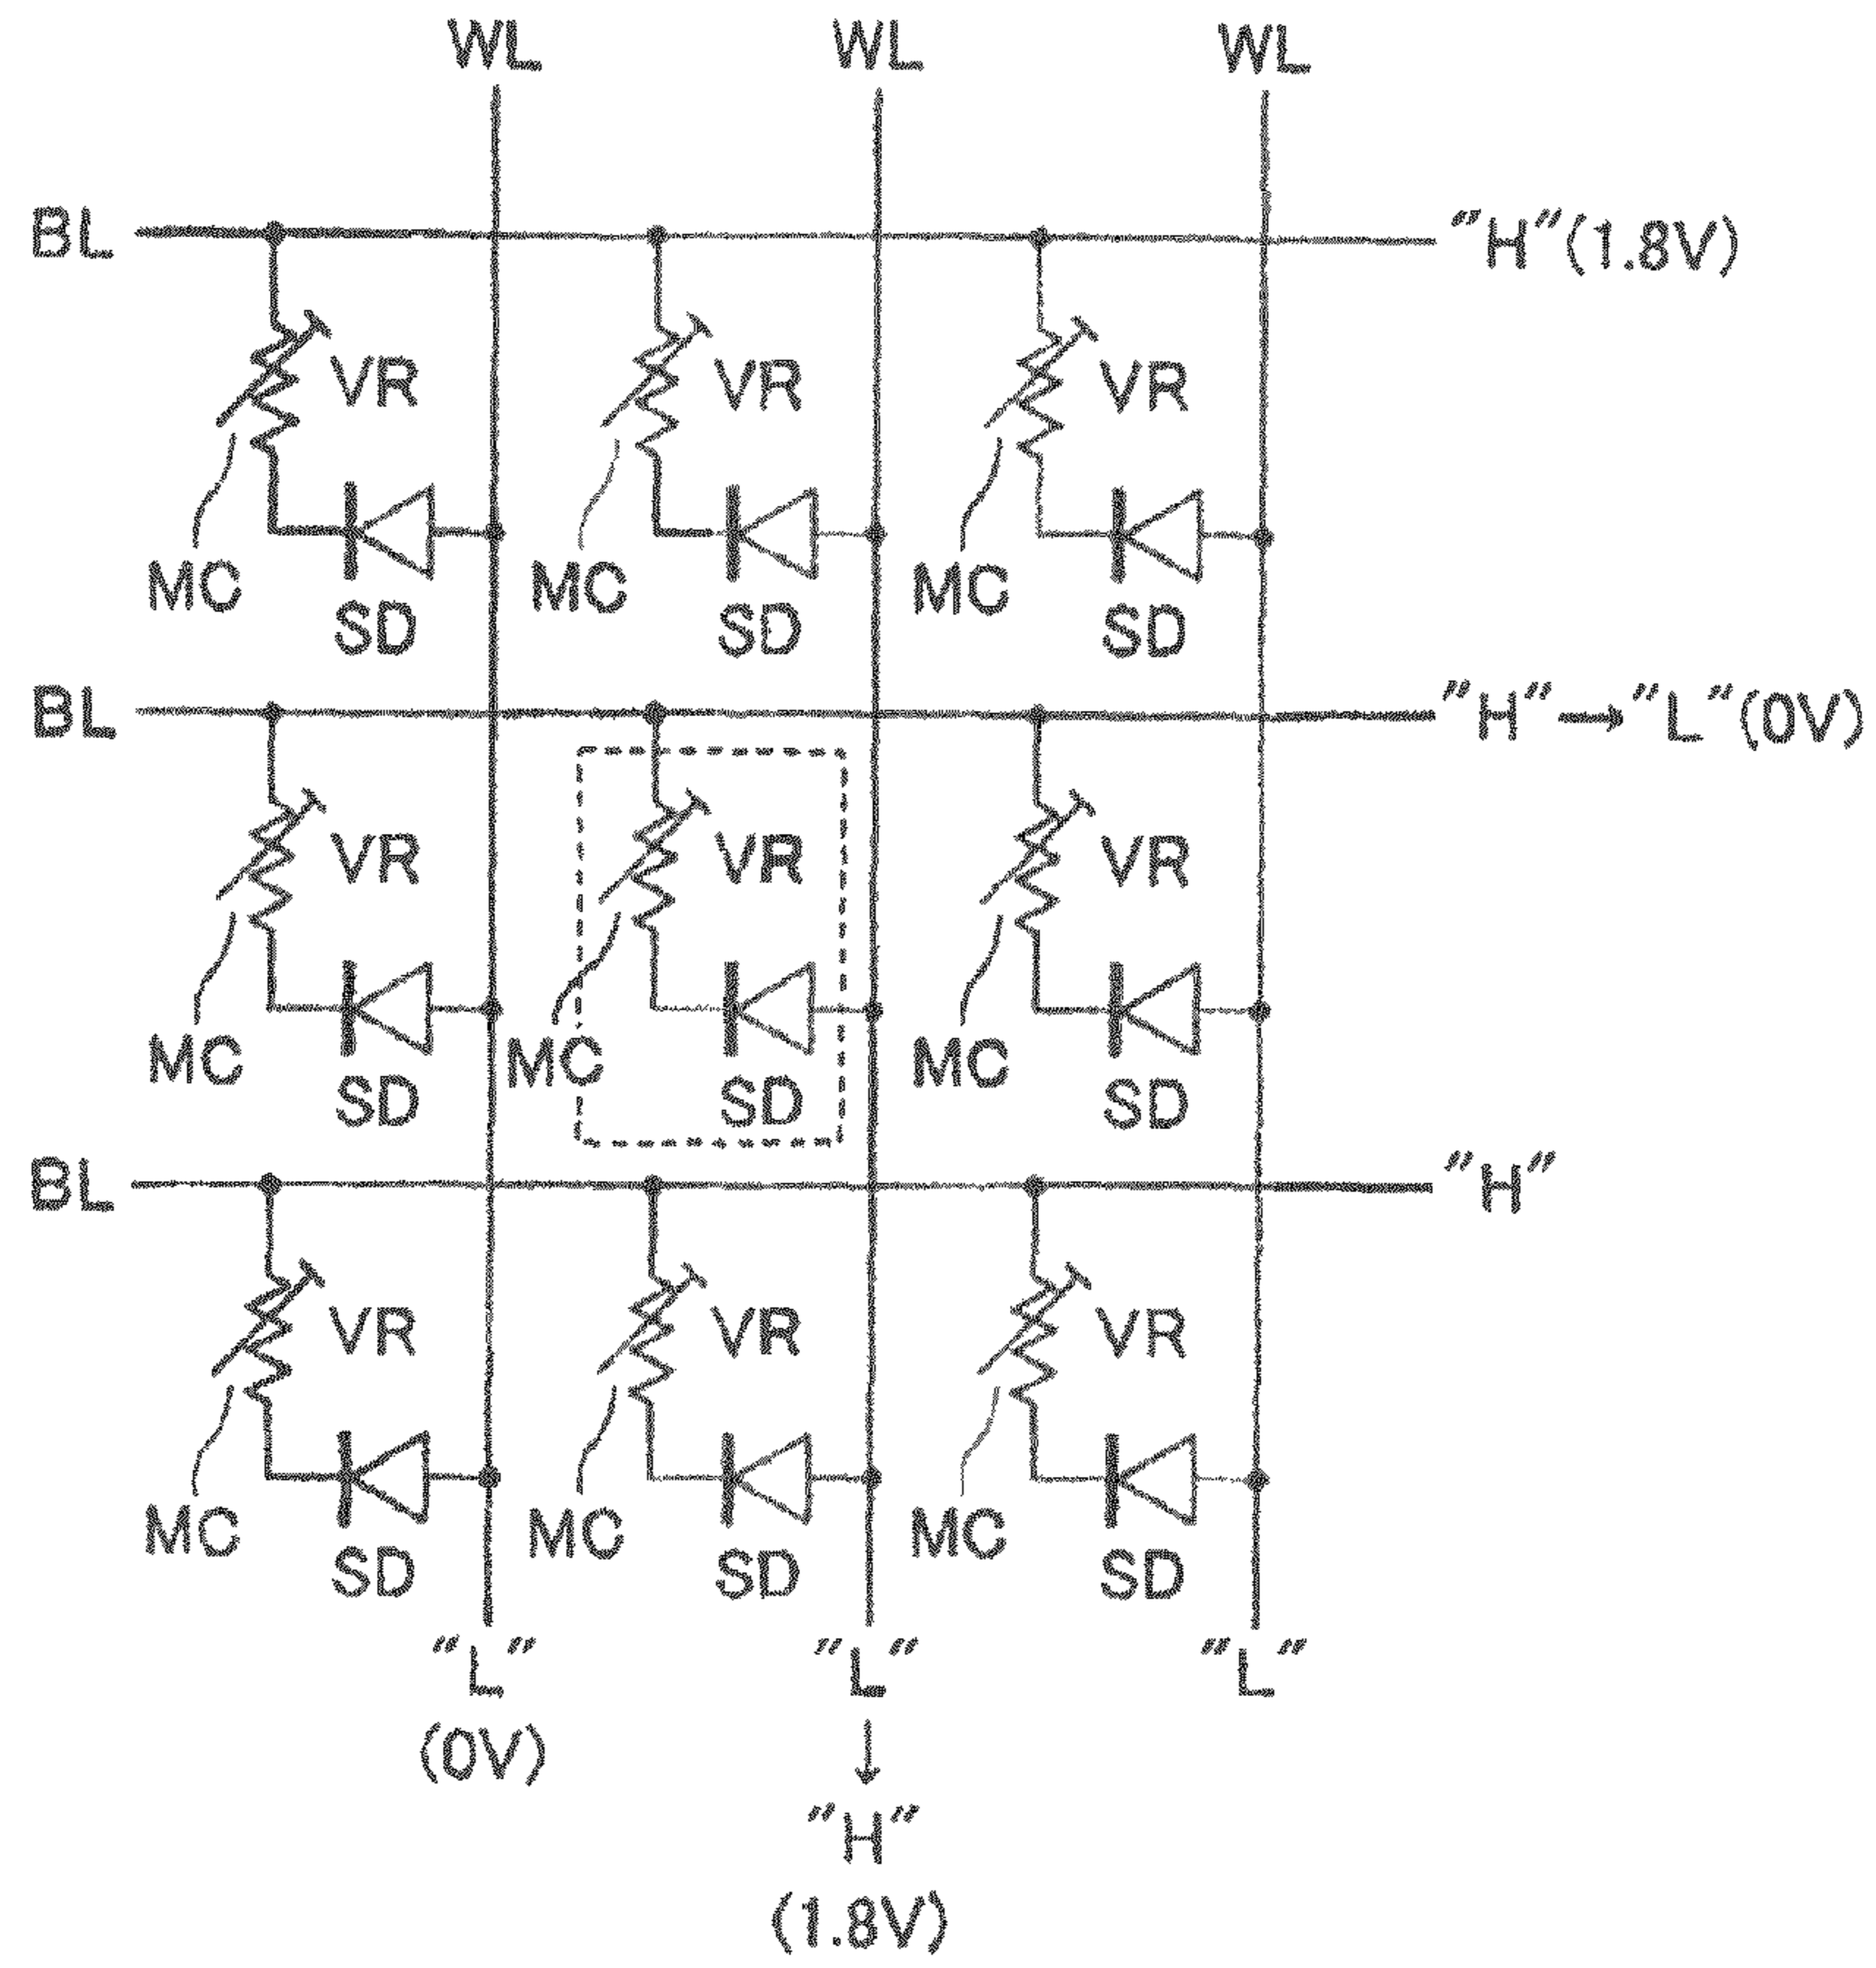 WL WL WL
BL "H"(1.8V)
VR VR VR
MC SD MC SD MC SD
BL "H"→"L"(0V)
VR VR VR
MC SD MC SD MC SD
BL "H"
VR VR VR
MC SD MC SD MC SD
"L" "L" "L"
(0V) ↓
"H"
(1.8V)